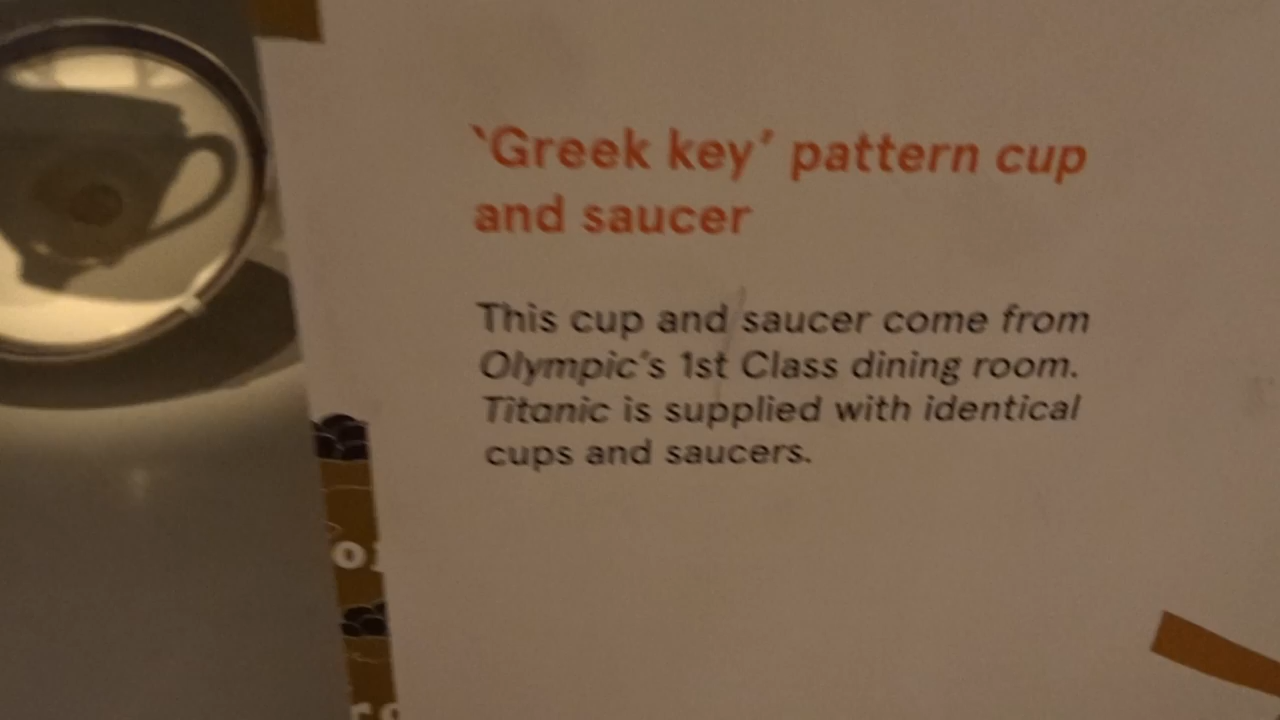 ‘Greek key’ pattern cup
and saucer
This cup and saucer come from
Olympic’s 1st Class dining room.
Titanic is supplied with identical
cups and saucers.